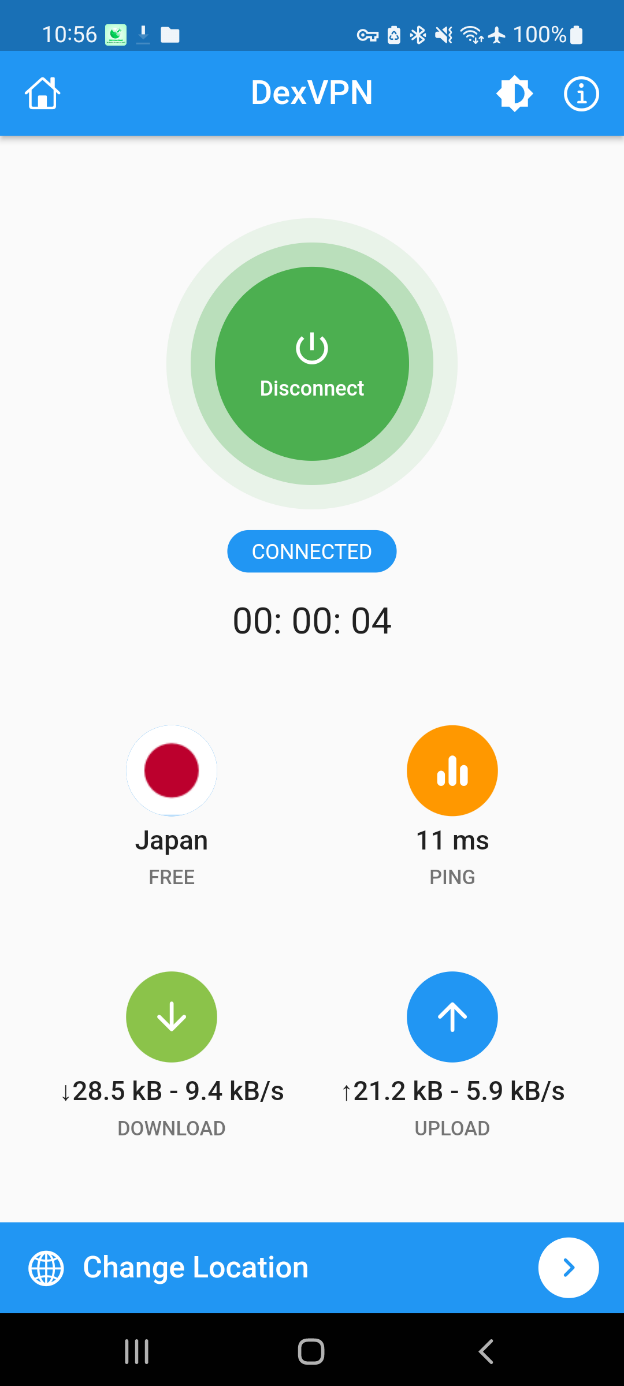 10:56 100%
DexVPN
Disconnect
CONNECTED
00: 00: 04
Japan 11 ms
FREE PING
↓28.5 kB - 9.4 kB/s ↑21.2 kB - 5.9 kB/s
DOWNLOAD UPLOAD
Change Location